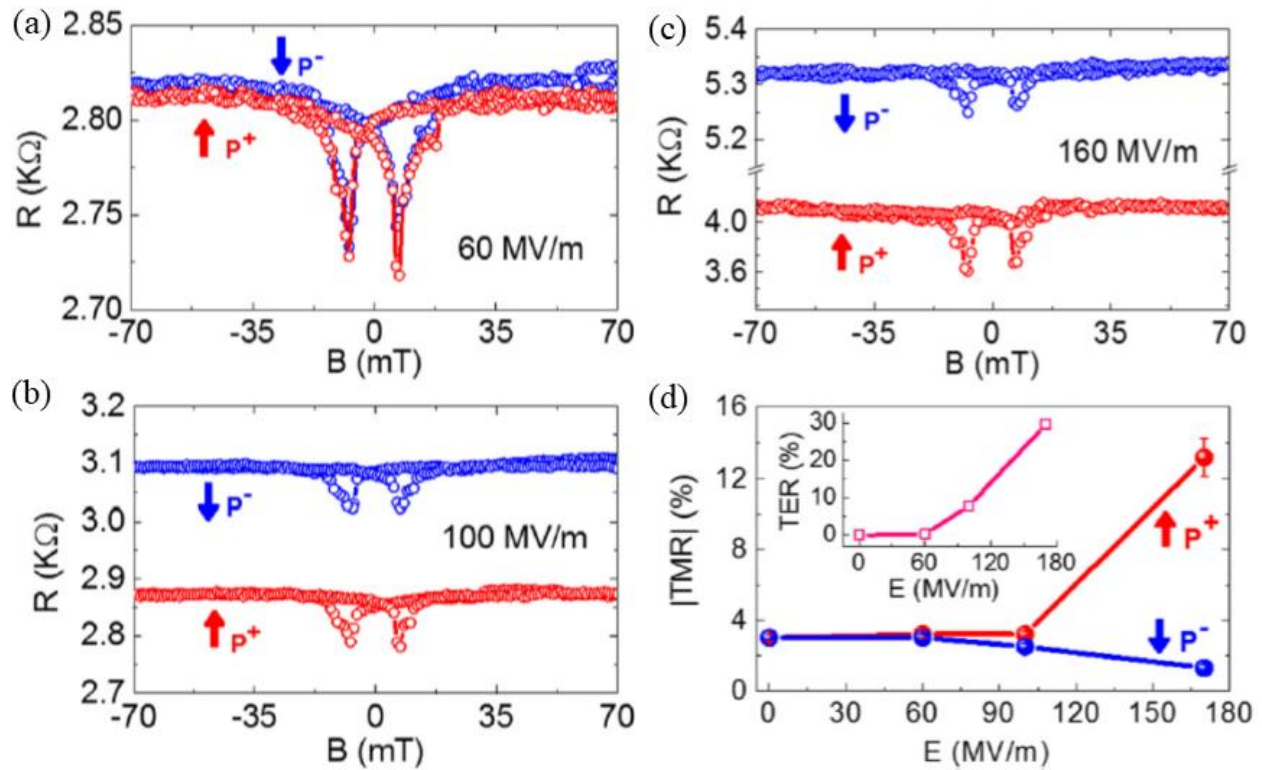 (a)
2.85
2.80
2.75
2.70
R (KΩ)
P-
P+
60 MV/m
-70 -35 0 35 70
B (mT)
(c)
5.4
5.3
5.2
4.0
3.6
R (KΩ)
P-
160 MV/m
P+
-70 -35 0 35 70
B (mT)
(b)
3.2
3.1
3.0
2.9
2.8
2.7
R (KΩ)
P-
100 MV/m
P+
-70 -35 0 35 70
B (mT)
(d)
16
12
8
4
0
|TMR| (%)
30
20
10
0
TER (%)
0 60 120 180
E (MV/m)
P+
P-
0 30 60 90 120 150 180
E (MV/m)